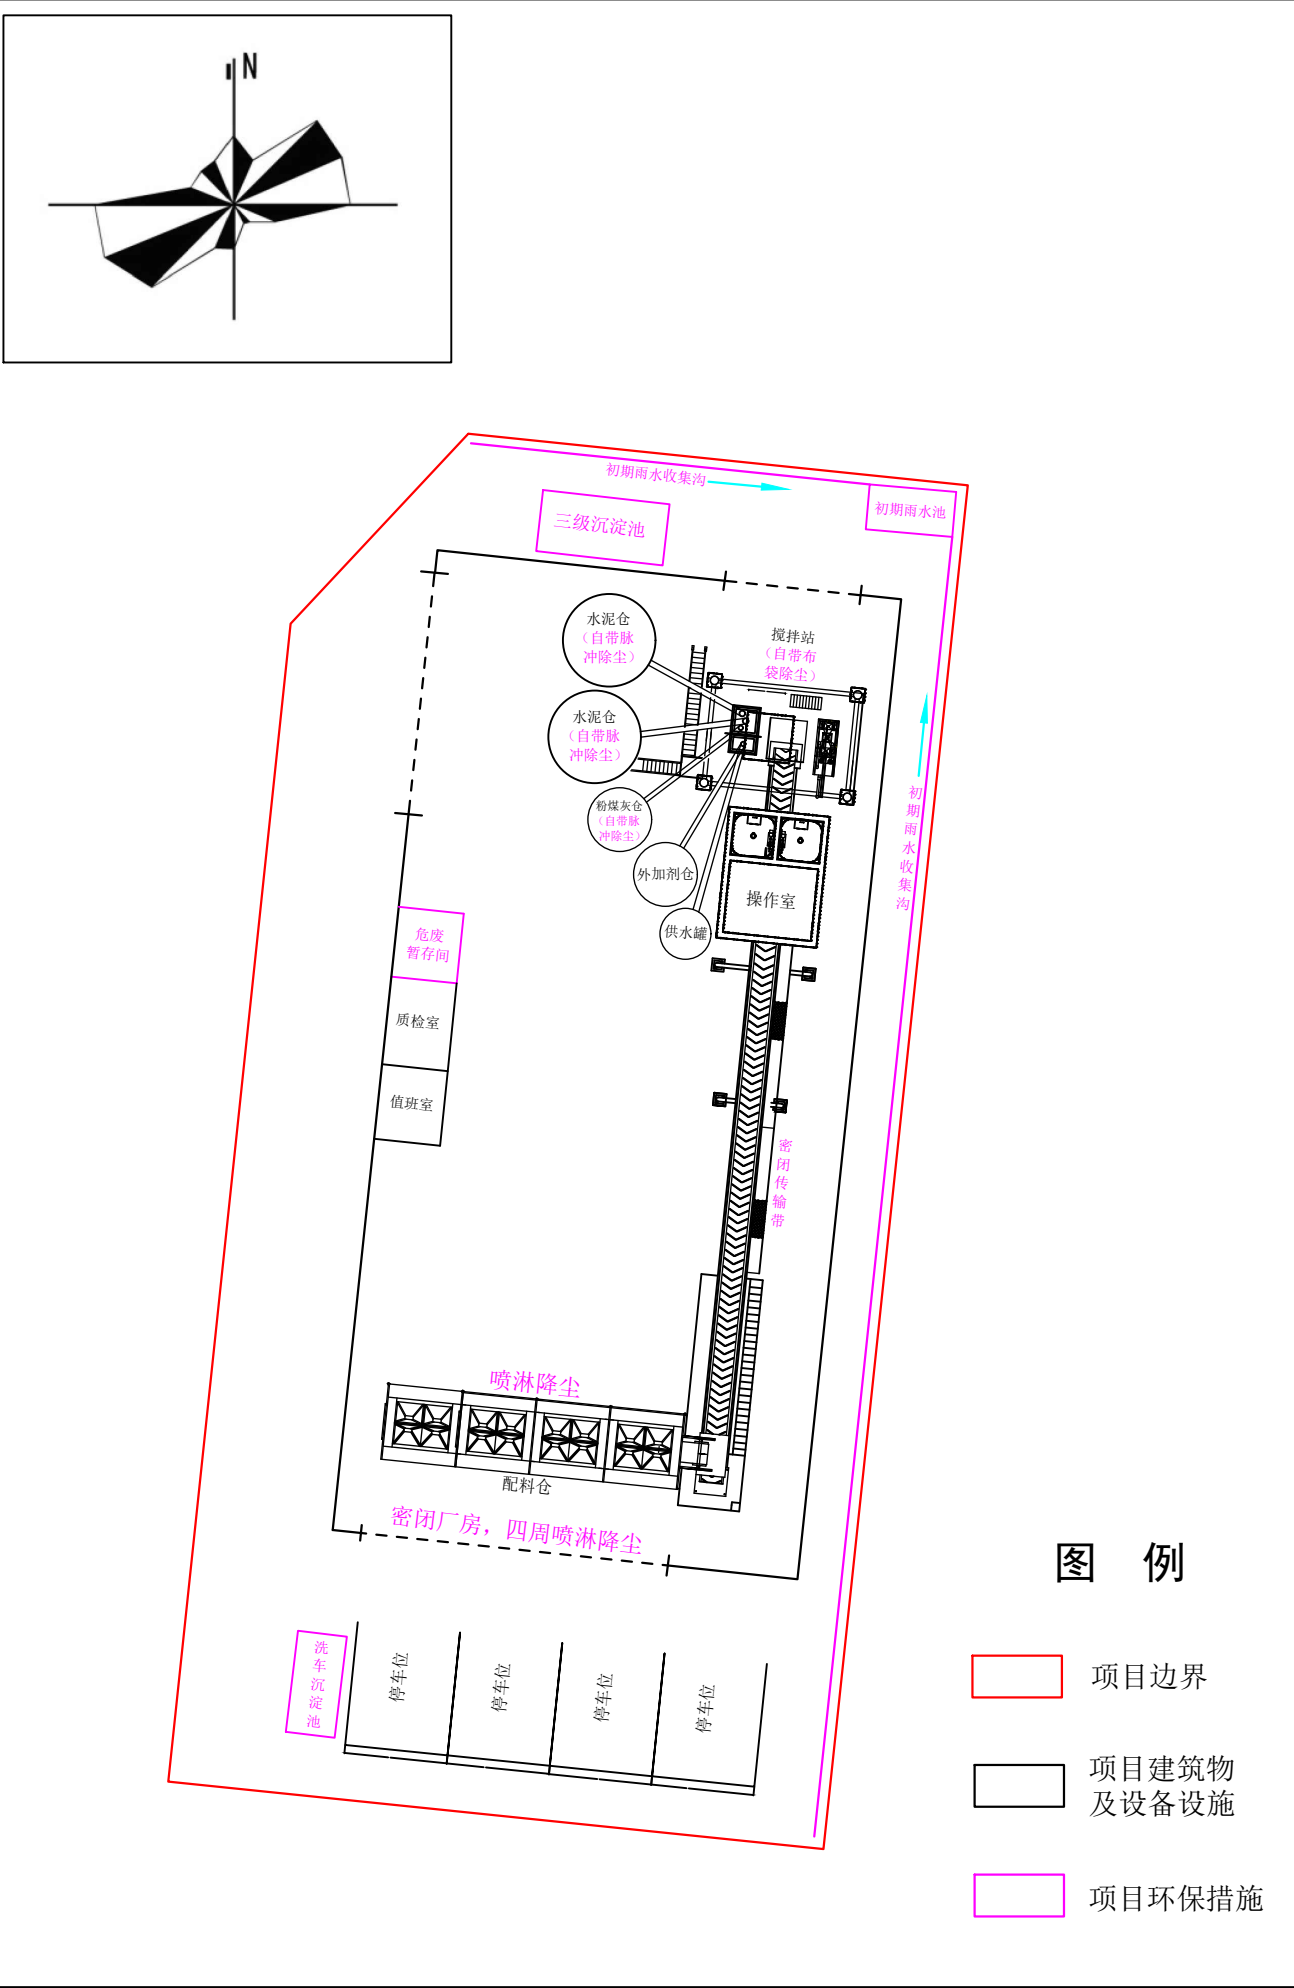 N
初期雨水收集沟
初期雨水池
三级沉淀池
水泥仓
（自带脉
冲除尘）
搅拌站
（自带布
袋除尘）
水泥仓
（自带脉
冲除尘）
粉煤灰仓
（自带脉
冲除尘）
初期雨水收集沟
外加剂仓
操作室
供水罐
危废
暂存间
质检室
值班室
密闭传输带
喷淋降尘
配料仓
密闭厂房，四周喷淋降尘
图 例
洗车沉淀池
停车位
停车位
停车位
停车位
项目边界
项目建筑物
及设备设施
项目环保措施